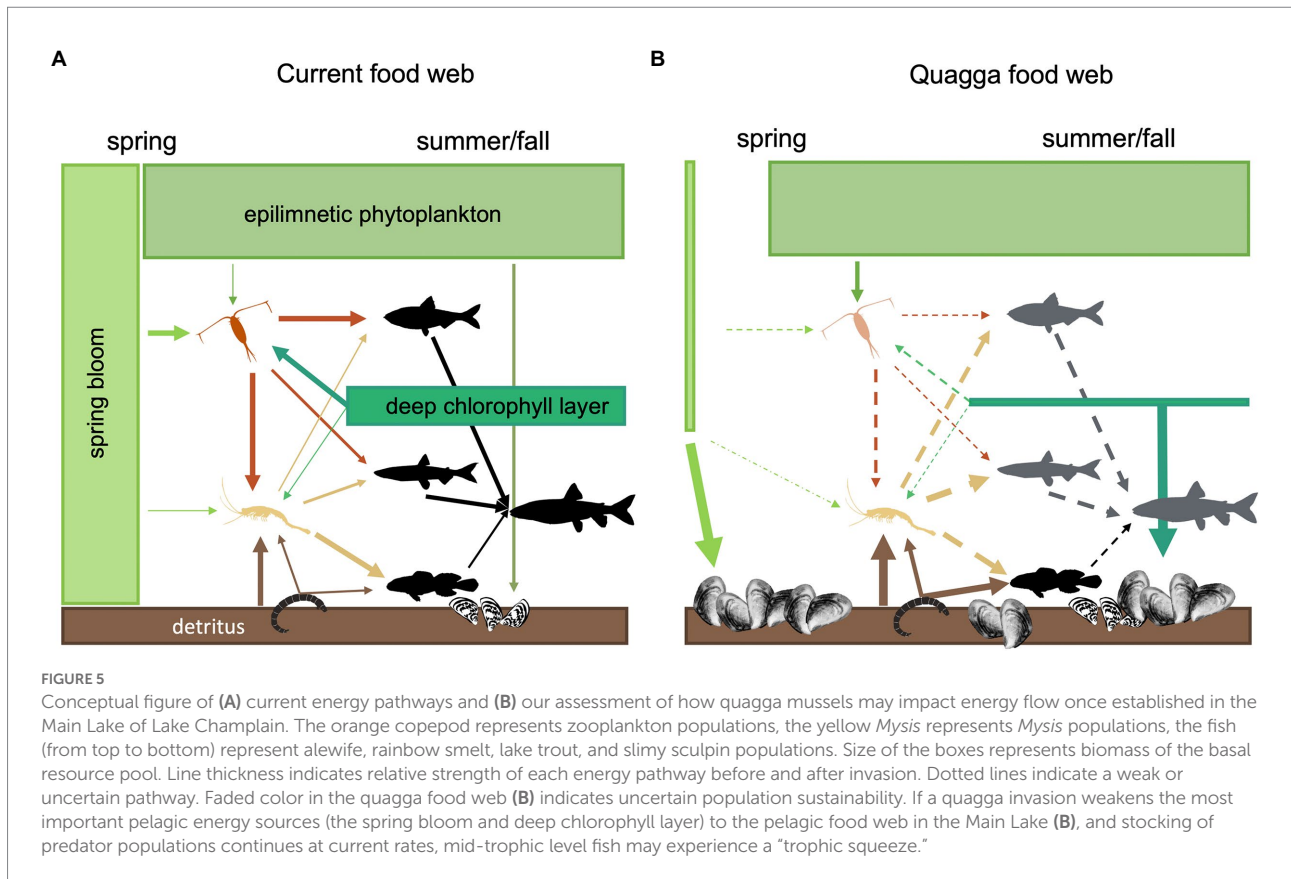 A
Current food web
spring
summer/fall
spring bloom
epilimnetic phytoplankton
deep chlorophyll layer
detritus
B
Quagga food web
spring
summer/fall
FIGURE 5
Conceptual figure of (A) current energy pathways and (B) our assessment of how quagga mussels may impact energy flow once established in the
Main Lake of Lake Champlain. The orange copepod represents zooplankton populations, the yellow Mysis represents Mysis populations, the fish
(from top to bottom) represent alewife, rainbow smelt, lake trout, and slimy sculpin populations. Size of the boxes represents biomass of the basal
resource pool. Line thickness indicates relative strength of each energy pathway before and after invasion. Dotted lines indicate a weak or
uncertain pathway. Faded color in the quagga food web (B) indicates uncertain population sustainability. If a quagga invasion weakens the most
important pelagic energy sources (the spring bloom and deep chlorophyll layer) to the pelagic food web in the Main Lake (B), and stocking of
predator populations continues at current rates, mid-trophic level fish may experience a “trophic squeeze.”